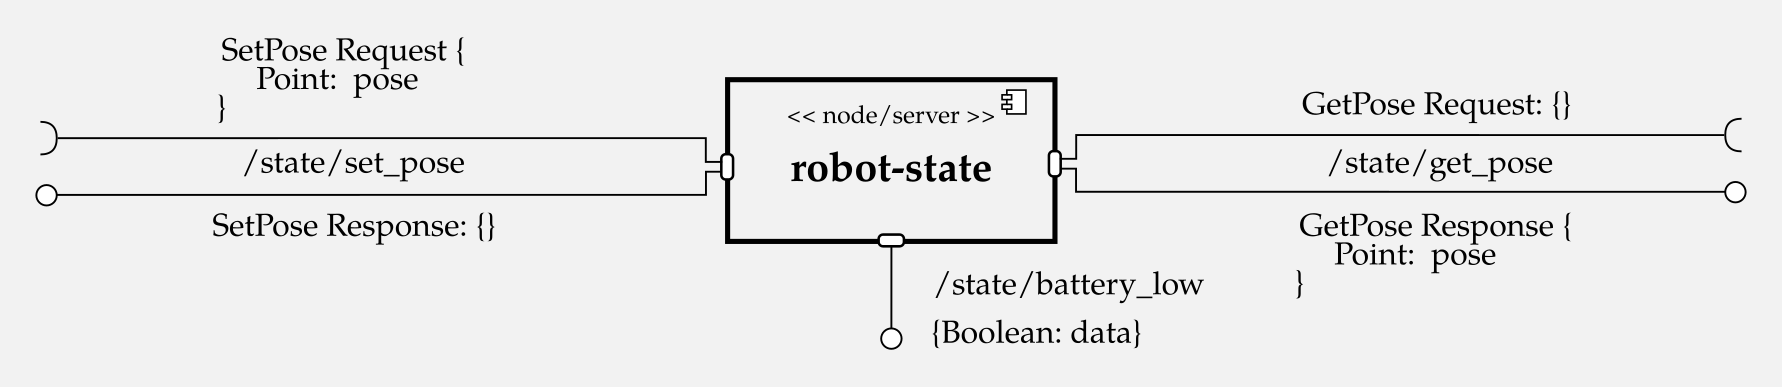 SetPose Request {
Point: pose
}
/state/set_pose
SetPose Response: {}
<< node/server >>
robot-state
/state/battery_low
{Boolean: data}
GetPose Request: {}
/state/get_pose
GetPose Response {
Point: pose
}